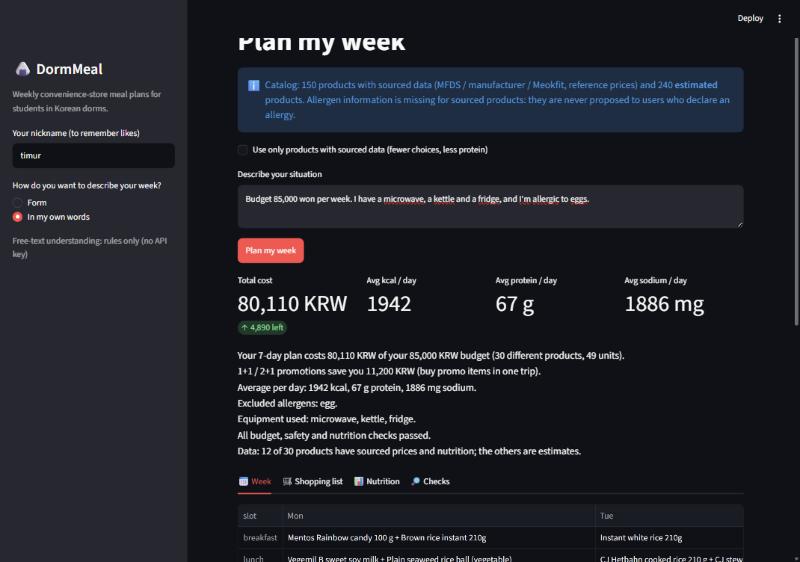 Deploy
DormMeal
Weekly convenience-store meal plans for
students in Korean dorms.
Your nickname (to remember likes)
timur
How do you want to describe your week?
Form
In my own words
Free-text understanding: rules only (no API
key)
Plan my week
Catalog: 150 products with sourced data (MFDS / manufacturer / Meokfit, reference prices) and 240 estimated
products. Allergen information is missing for sourced products: they are never proposed to users who declare an
allergy.
Use only products with sourced data (fewer choices, less protein)
Describe your situation
Budget 85,000 won per week. I have a microwave, a kettle and a fridge, and I'm allergic to eggs.
Plan my week
Total cost Avg kcal / day Avg protein / day Avg sodium / day
80,110 KRW 1942 67 g 1886 mg
↑ 4,890 left
Your 7-day plan costs 80,110 KRW of your 85,000 KRW budget (30 different products, 49 units).
1+1 / 2+1 promotions save you 11,200 KRW (buy promo items in one trip).
Average per day: 1942 kcal, 67 g protein, 1886 mg sodium.
Excluded allergens: egg.
Equipment used: microwave, kettle, fridge.
All budget, safety and nutrition checks passed.
Data: 12 of 30 products have sourced prices and nutrition; the others are estimates.
Week Shopping list Nutrition Checks
slot Mon Tue
breakfast Mentos Rainbow candy 100 g + Brown rice instant 210g Instant white rice 210g
lunch Vegemil B sweet soy milk + Plain seaweed rice ball (vegetable) CJ Hetbahn cooked rice 210 g + CJ stew